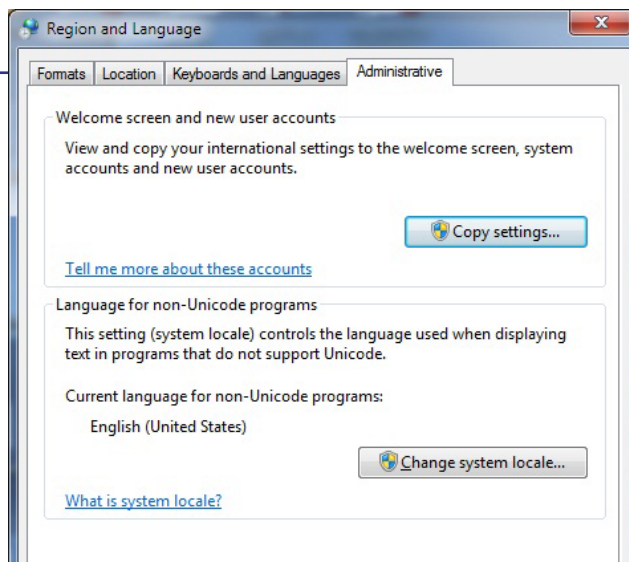 Region and Language
Formats Location Keyboards and Languages Administrative
Welcome screen and new user accounts
View and copy your international settings to the welcome screen, system
accounts and new user accounts.
Copy settings...
Tell me more about these accounts
Language for non-Unicode programs
This setting (system locale) controls the language used when displaying
text in programs that do not support Unicode.
Current language for non-Unicode programs:
English (United States)
Change system locale...
What is system locale?